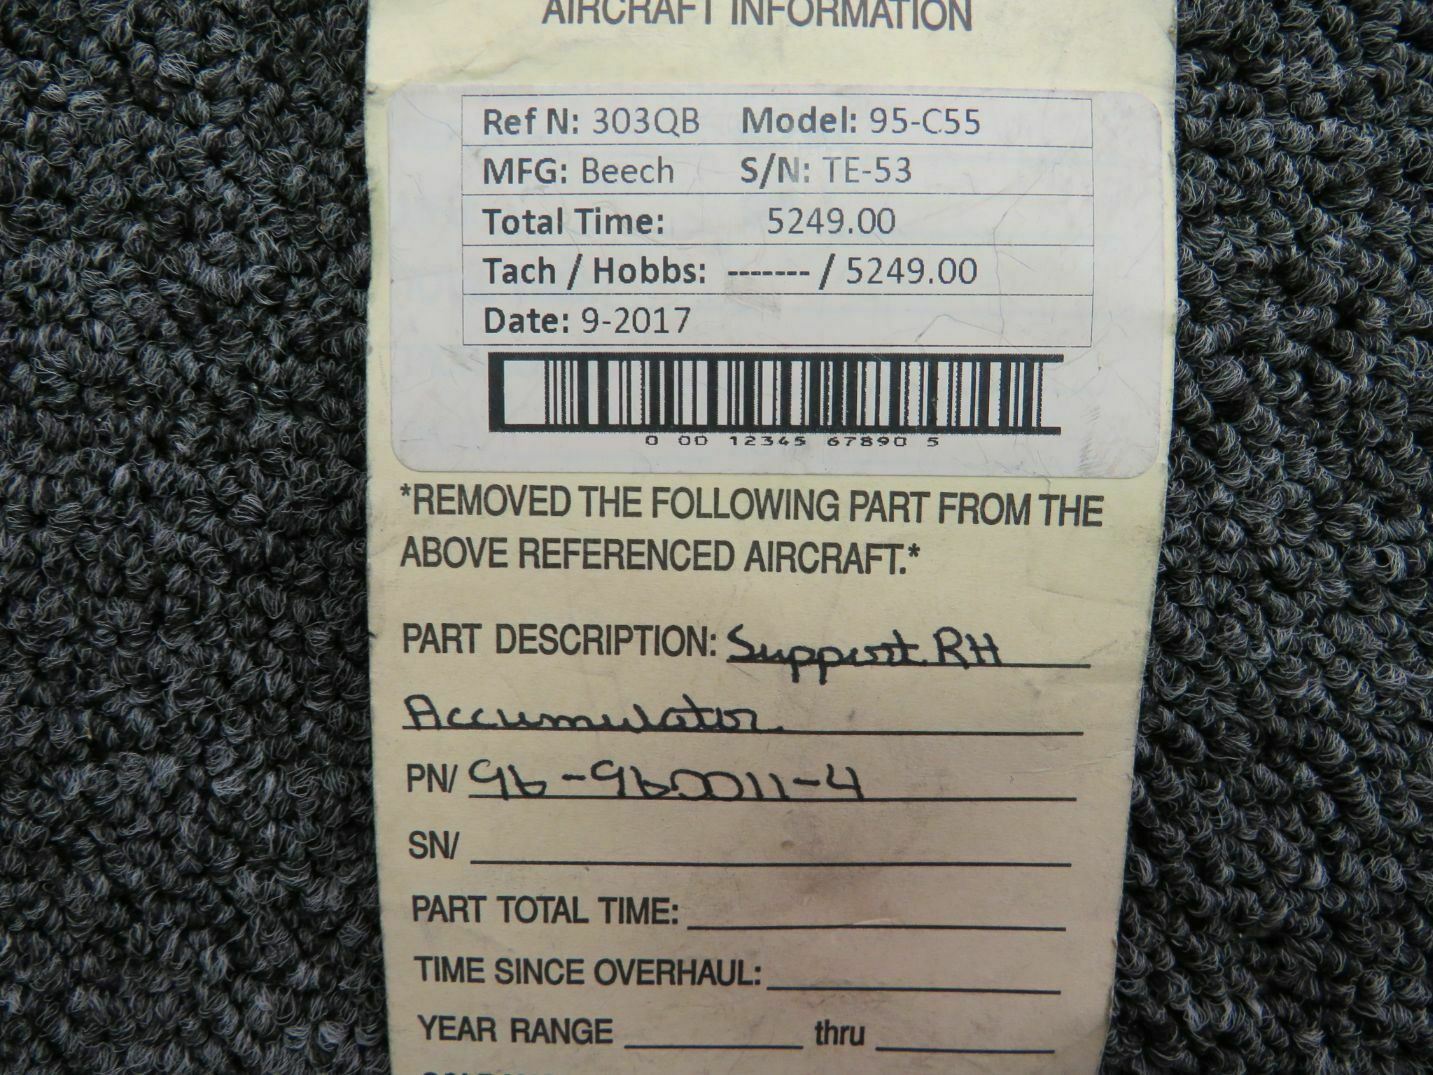 AIRCRAFT INFORMATION
Ref N: 303QB Model: 95-C55
MFG: Beech S/N: TE-53
Total Time: 5249.00
Tach / Hobbs: ------- / 5249.00
Date: 9-2017
0 00 12345 67890 5
*REMOVED THE FOLLOWING PART FROM THE
ABOVE REFERENCED AIRCRAFT.*
PART DESCRIPTION: Support RH
Accumulator
PN/ 96-960011-4
SN/
PART TOTAL TIME:
TIME SINCE OVERHAUL:
YEAR RANGE thru